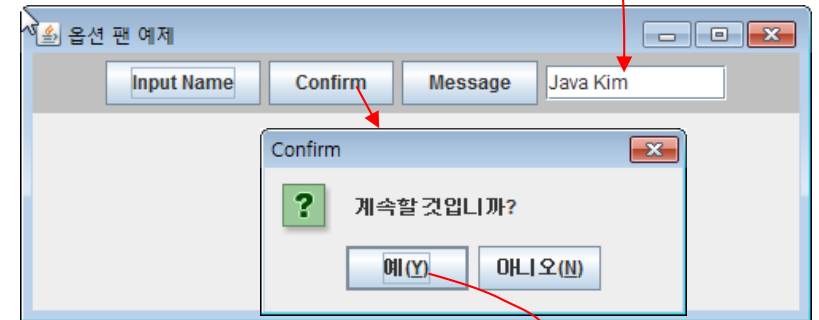 옵션 팬 예제
Input Name Confirm Message Java Kim
Confirm
? 계속할 것입니까?
예(Y) 아니오(N)